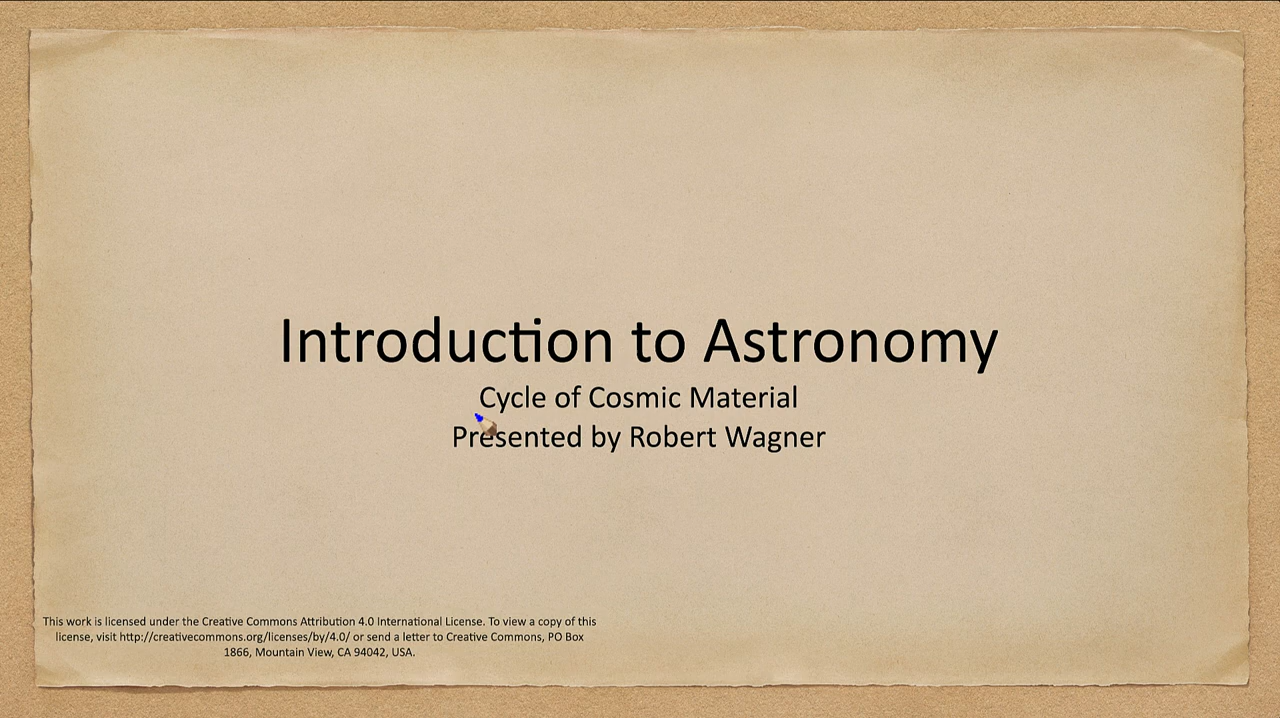 Introduction to Astronomy
Cycle of Cosmic Material
Presented by Robert Wagner
This work is licensed under the Creative Commons Attribution 4.0 International License. To view a copy of this
license, visit http://creativecommons.org/licenses/by/4.0/ or send a letter to Creative Commons, PO Box
1866, Mountain View, CA 94042, USA.